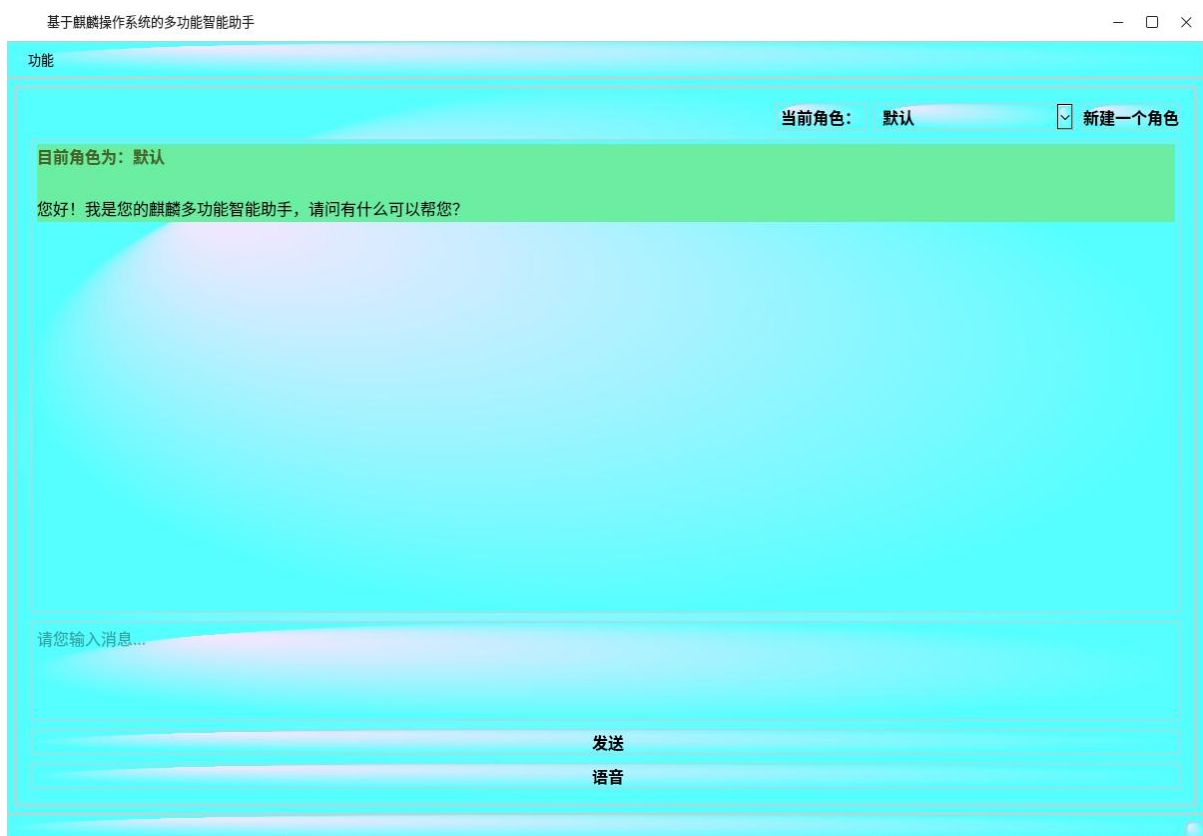 基于麒麟操作系统的多功能智能助手
功能
当前角色： 默认 新建一个角色
目前角色为：默认
您好！我是您的麒麟多功能智能助手，请问有什么可以帮您？
请您输入消息...
发送
语音